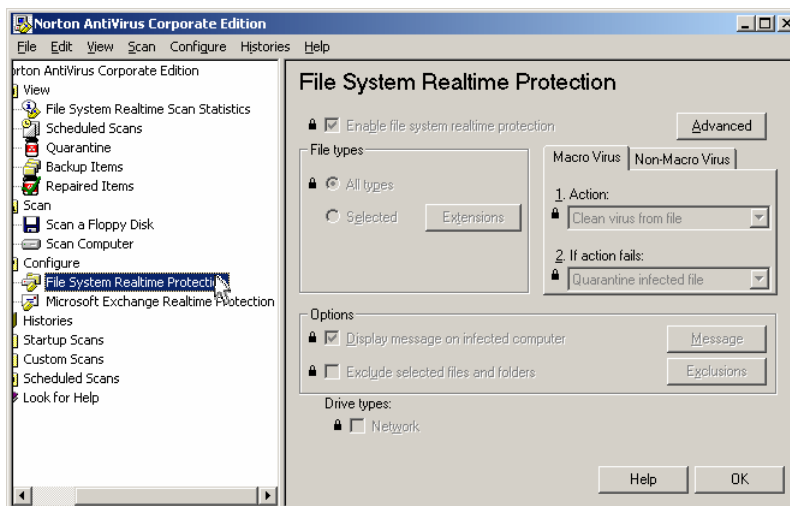 Norton AntiVirus Corporate Edition
File Edit View Scan Configure Histories Help
orton AntiVirus Corporate Edition
View
File System Realtime Scan Statistics
Scheduled Scans
Quarantine
Backup Items
Repaired Items
Scan
Scan a Floppy Disk
Scan Computer
Configure
File System Realtime Protection
Microsoft Exchange Realtime Protection
Histories
Startup Scans
Custom Scans
Scheduled Scans
Look for Help
File System Realtime Protection
Enable file system realtime protection
Advanced
File types
All types
Selected
Extensions
Macro Virus Non-Macro Virus
1. Action:
Clean virus from file
2. If action fails:
Quarantine infected file
Options
Display message on infected computer
Message
Exclude selected files and folders
Exclusions
Drive types:
Network
Help OK